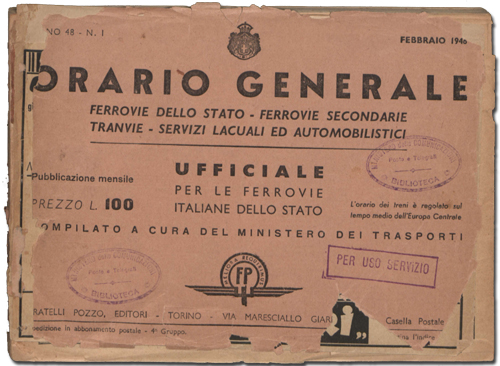 NO 48 - N. 1
FEBBRAIO 1946
ORARIO GENERALE
FERROVIE DELLO STATO - FERROVIE SECONDARIE
TRANVIE - SERVIZI LACUALI ED AUTOMOBILISTICI
Pubblicazione mensile
PREZZO L. 100
UFFICIALE
PER LE FERROVIE
ITALIANE DELLO STATO
L'orario dei treni è regolato sul
tempo medio dell'Europa Centrale
BIBLIOTECA
OMPILATO A CURA DEL MINISTERO DEI TRASPORTI
PER USO SERVIZIO
FP
BIBLIOTECA
RATELLI POZZO, EDITORI - TORINO - VIA MARESCIALLO GIAR
Casella Postale
pedizione in abbonamento postale - 4° Gruppo.